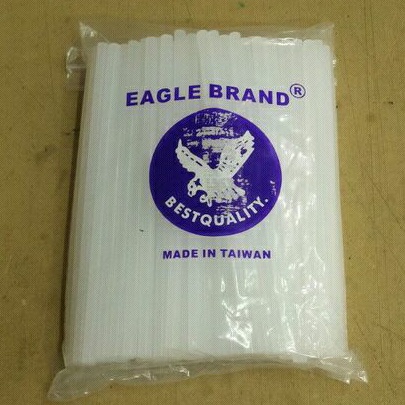 EAGLE BRAND®
BESTQUALITY.
MADE IN TAIWAN